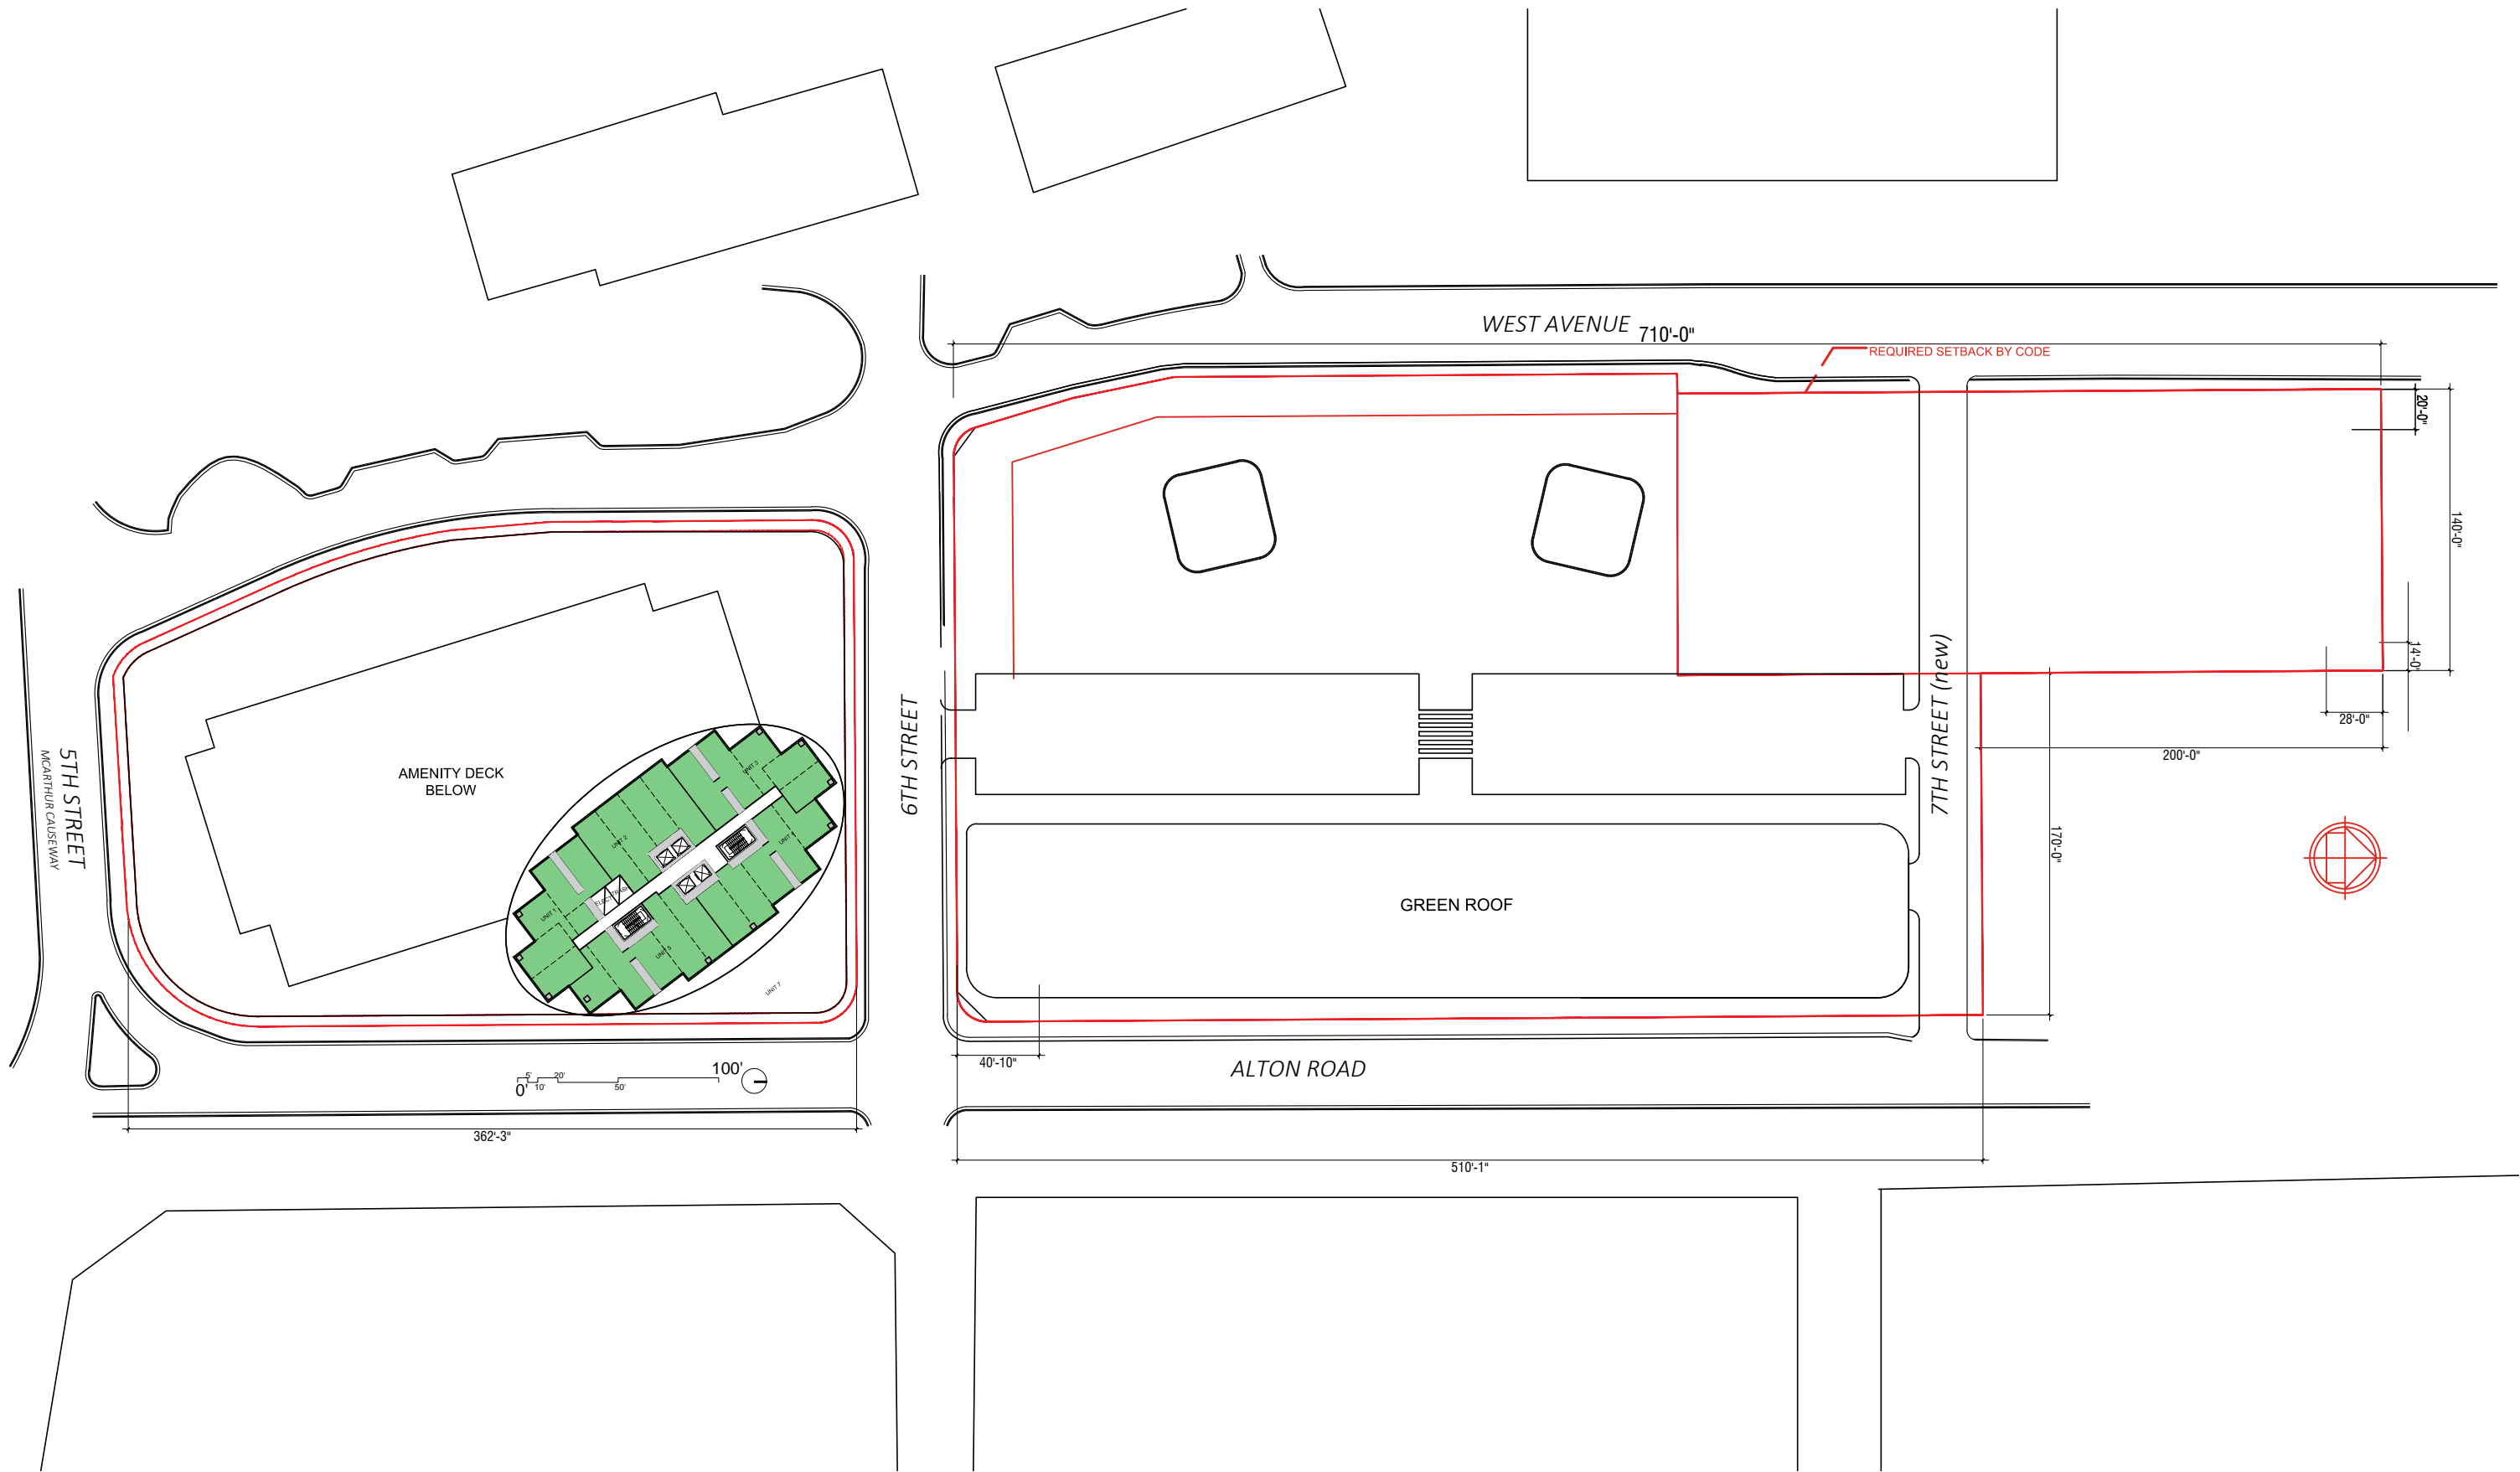 WEST AVENUE
710'-0"
REQUIRED SETBACK BY CODE
20'-0"
140'-0"
14'-0"
28'-0"
200'-0"
170'-0"
7TH STREET (new)
6TH STREET
5TH STREET
MCARTHUR CAUSEWAY
AMENITY DECK
BELOW
UNIT 3
UNIT 2
UNIT 4
UNIT 1
ELECT
TRASH
UNIT 5
UNIT 7
GREEN ROOF
40'-10"
ALTON ROAD
0'
5'
10'
20'
50'
100'
362'-3"
510'-1"